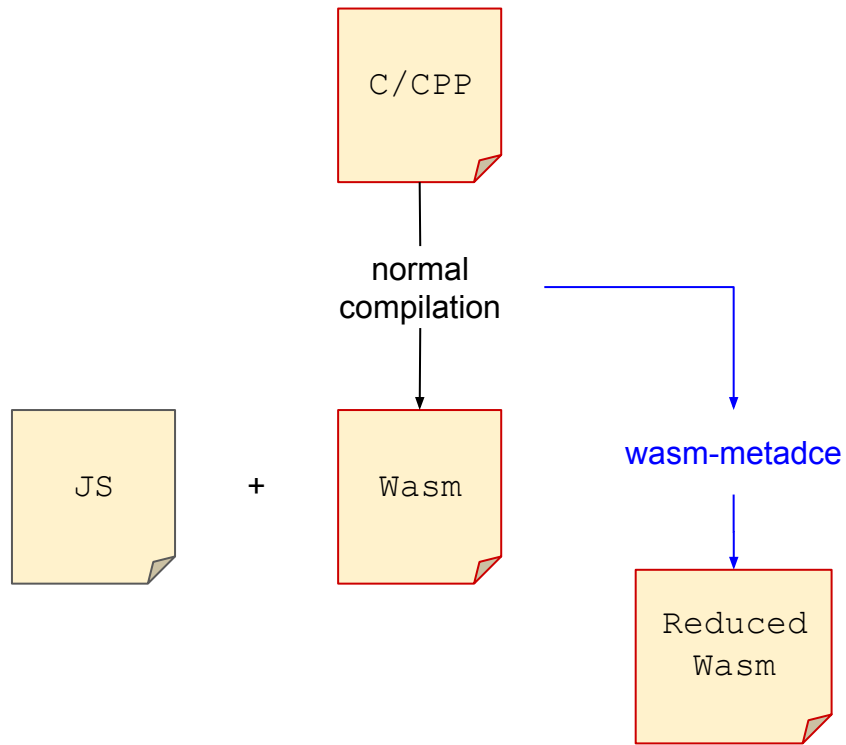 C/CPP
normal
compilation
JS
+
Wasm
wasm-metadce
Reduced
Wasm